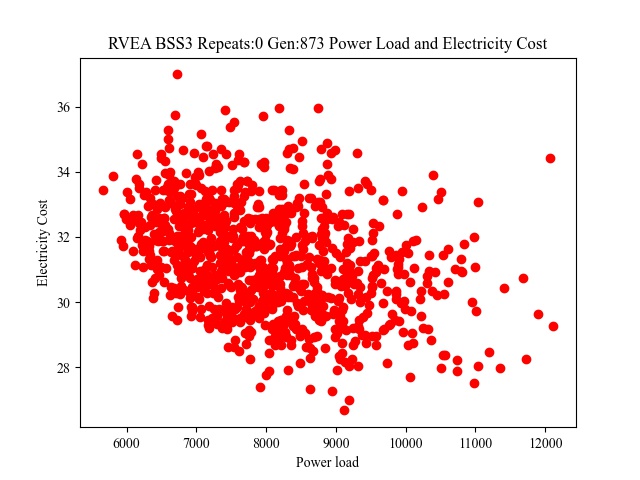 RVEA BSS3 Repeats:0 Gen:873 Power Load and Electricity Cost
Electricity Cost
36
34
32
30
28
6000 7000 8000 9000 10000 11000 12000
Power load